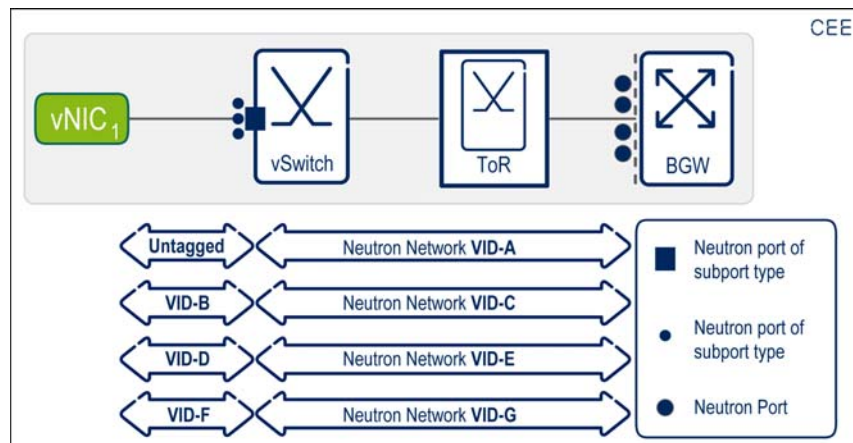 CEE
vNIC1
vSwitch
ToR
BGW
Untagged
Neutron Network VID-A
VID-B
Neutron Network VID-C
VID-D
Neutron Network VID-E
VID-F
Neutron Network VID-G
Neutron port of
subport type
Neutron port of
subport type
Neutron Port